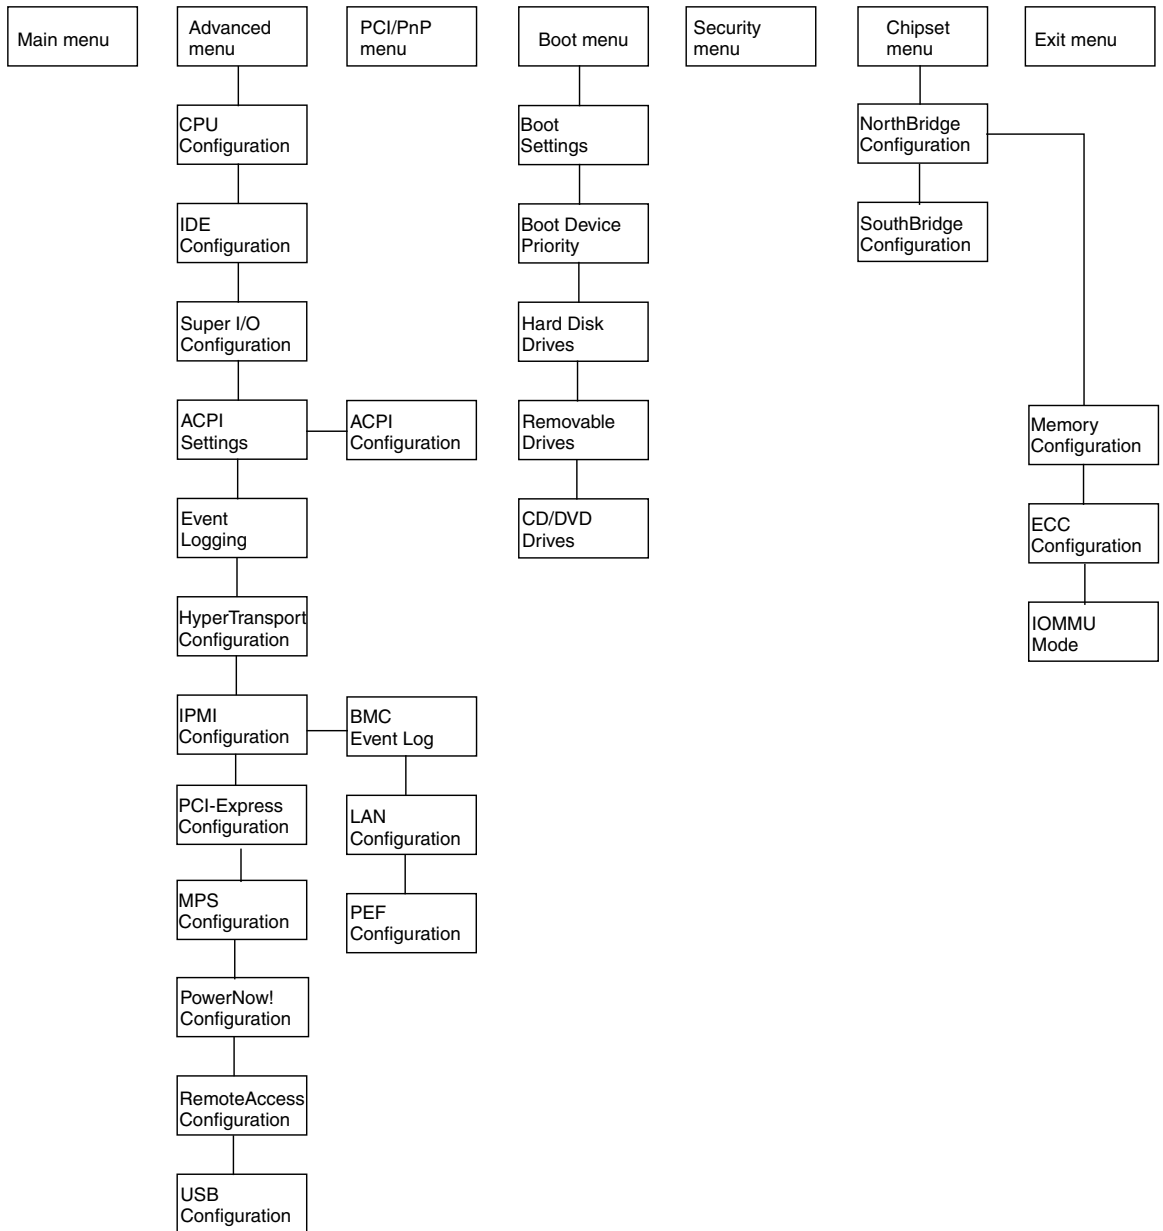 Main menu
Advanced
menu
PCI/PnP
menu
Boot menu
Security
menu
Chipset
menu
Exit menu
CPU
Configuration
IDE
Configuration
Super I/O
Configuration
ACPI
Settings
ACPI
Configuration
Event
Logging
HyperTransport
Configuration
IPMI
Configuration
BMC
Event Log
LAN
Configuration
PEF
Configuration
PCI-Express
Configuration
MPS
Configuration
PowerNow!
Configuration
RemoteAccess
Configuration
USB
Configuration
Boot
Settings
Boot Device
Priority
Hard Disk
Drives
Removable
Drives
CD/DVD
Drives
NorthBridge
Configuration
SouthBridge
Configuration
Memory
Configuration
ECC
Configuration
IOMMU
Mode